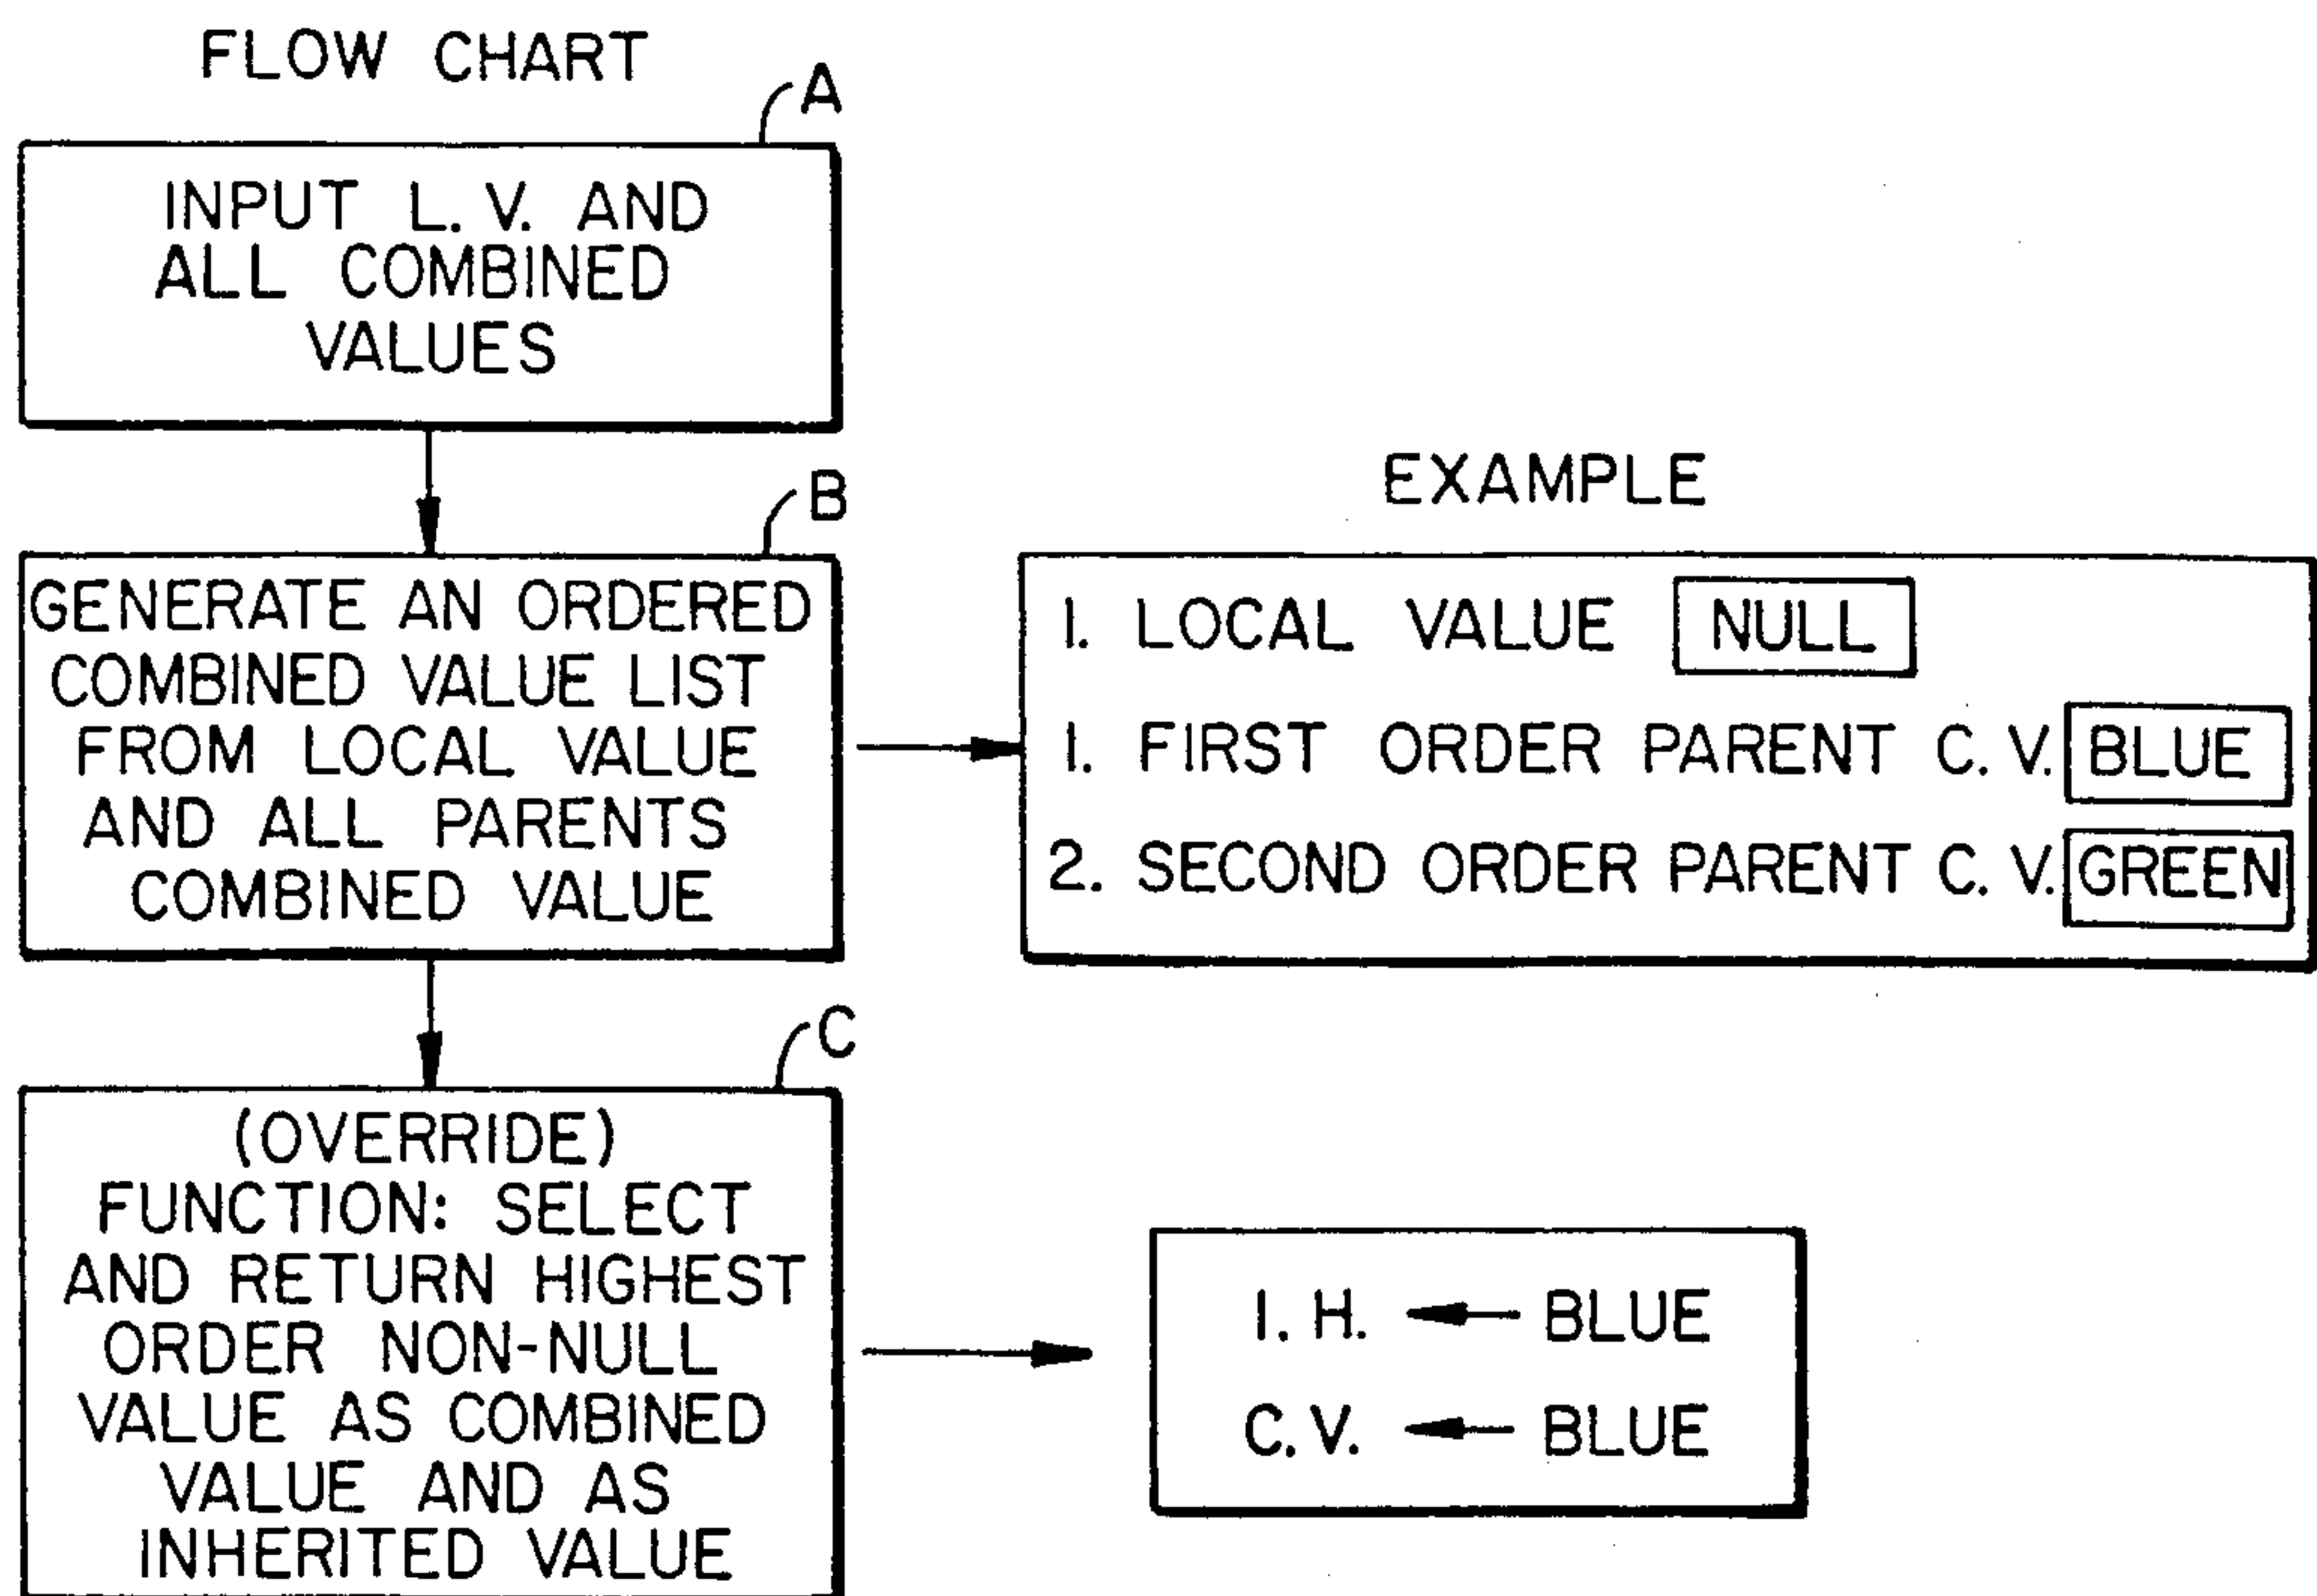 FLOW CHART
A
INPUT L. V. AND
ALL COMBINED
VALUES
B
GENERATE AN ORDERED
COMBINED VALUE LIST
FROM LOCAL VALUE
AND ALL PARENTS
COMBINED VALUE
EXAMPLE
1. LOCAL VALUE NULL
1. FIRST ORDER PARENT C. V. BLUE
2. SECOND ORDER PARENT C. V. GREEN
C
(OVERRIDE)
FUNCTION: SELECT
AND RETURN HIGHEST
ORDER NON-NULL
VALUE AS COMBINED
VALUE AND AS
INHERITED VALUE
I. H. ← BLUE
C. V. ← BLUE